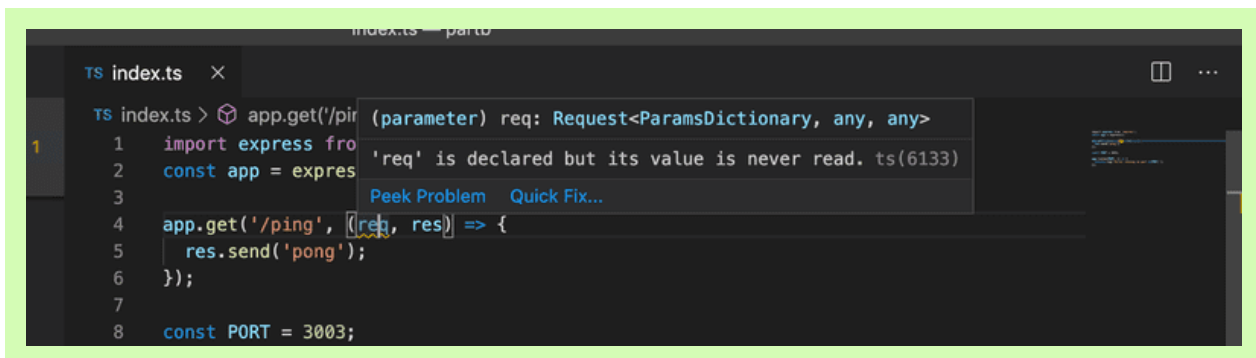 index.ts — partb
TS index.ts ×
TS index.ts > app.get('/pin
(parameter) req: Request<ParamsDictionary, any, any>
'req' is declared but its value is never read. ts(6133)
Peek Problem Quick Fix...
1
1 import express fro
2 const app = expres
3
4 app.get('/ping', (req, res) => {
5 res.send('pong');
6 });
7
8 const PORT = 3003;